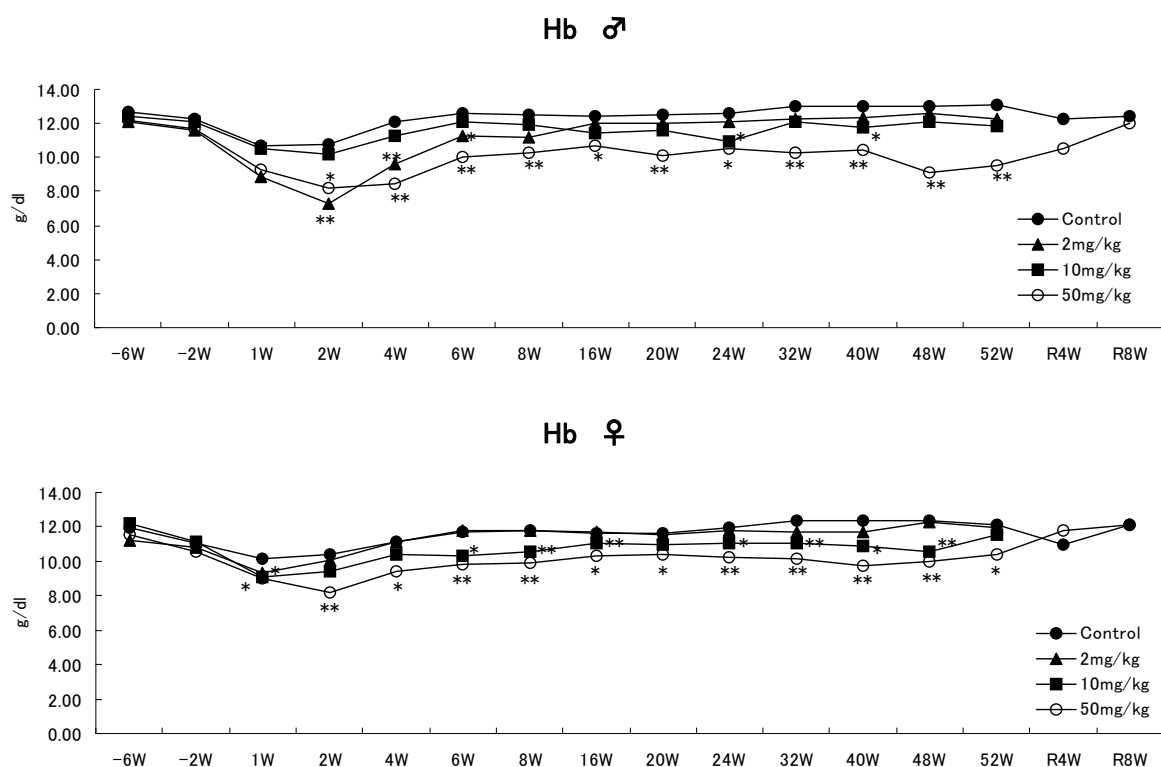 Hb ♂
14.00
12.00
10.00
8.00
6.00
4.00
2.00
0.00
g/dl
* * *
** * * **
* ** ** ** ** ** ** **
**
Control
2mg/kg
10mg/kg
50mg/kg
-6W -2W 1W 2W 4W 6W 8W 16W 20W 24W 32W 40W 48W 52W R4W R8W
Hb ♀
14.00
12.00
10.00
8.00
6.00
4.00
2.00
0.00
g/dl
* * ** ** * ** * **
* ** * ** ** * * ** ** ** ** *
Control
2mg/kg
10mg/kg
50mg/kg
-6W -2W 1W 2W 4W 6W 8W 16W 20W 24W 32W 40W 48W 52W R4W R8W